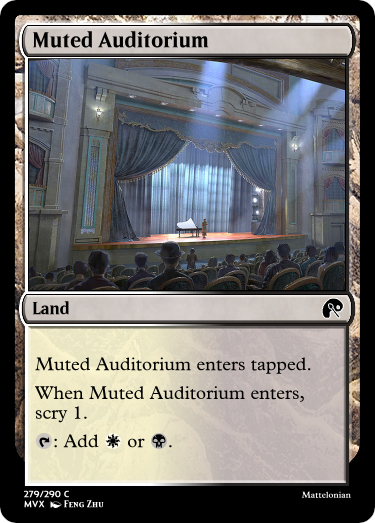 Muted Auditorium
Land
Muted Auditorium enters tapped.
When Muted Auditorium enters,
scry 1.
: Add or .
279/290 C
MVX Feng Zhu
Mattelonian